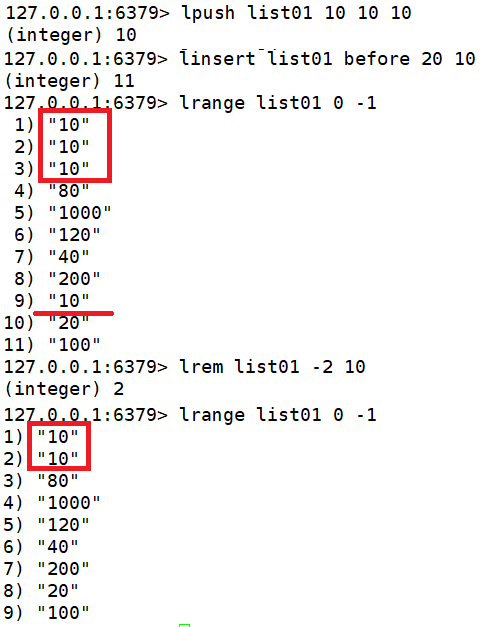 127.0.0.1:6379> lpush list01 10 10 10
(integer) 10
127.0.0.1:6379> linsert list01 before 20 10
(integer) 11
127.0.0.1:6379> lrange list01 0 -1
1) "10"
2) "10"
3) "10"
4) "80"
5) "1000"
6) "120"
7) "40"
8) "200"
9) "10"
10) "20"
11) "100"
127.0.0.1:6379> lrem list01 -2 10
(integer) 2
127.0.0.1:6379> lrange list01 0 -1
1) "10"
2) "10"
3) "80"
4) "1000"
5) "120"
6) "40"
7) "200"
8) "20"
9) "100"